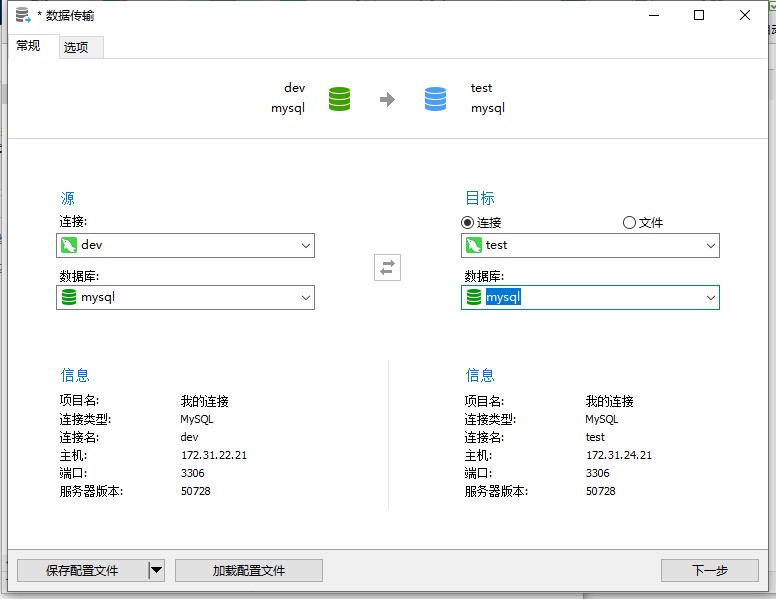 * 数据传输
常规 选项
dev test
mysql mysql
源
连接:
dev
数据库:
mysql
目标
连接 文件
test
数据库:
mysql
信息
项目名: 我的连接
连接类型: MySQL
连接名: dev
主机: 172.31.22.21
端口: 3306
服务器版本: 50728
信息
项目名: 我的连接
连接类型: MySQL
连接名: test
主机: 172.31.24.21
端口: 3306
服务器版本: 50728
保存配置文件 加载配置文件 下一步